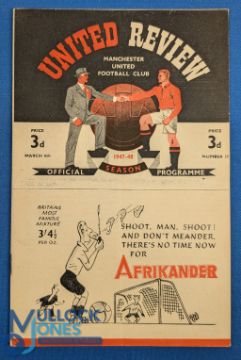 UNITED REVIEW
MANCHESTER
UNITED
FOOTBALL CLUB
PRICE
3d
PRICE
3d
1947-48
OFFICIAL SEASON PROGRAMME
BRITAINS
MOST
FAMOUS
MIXTURE
3/4½
PER OZ.
SHOOT, MAN, SHOOT!
AND DON'T MEANDER,
THERE'S NO TIME NOW
FOR
AFRIKANDER
MULLOCK
JONES